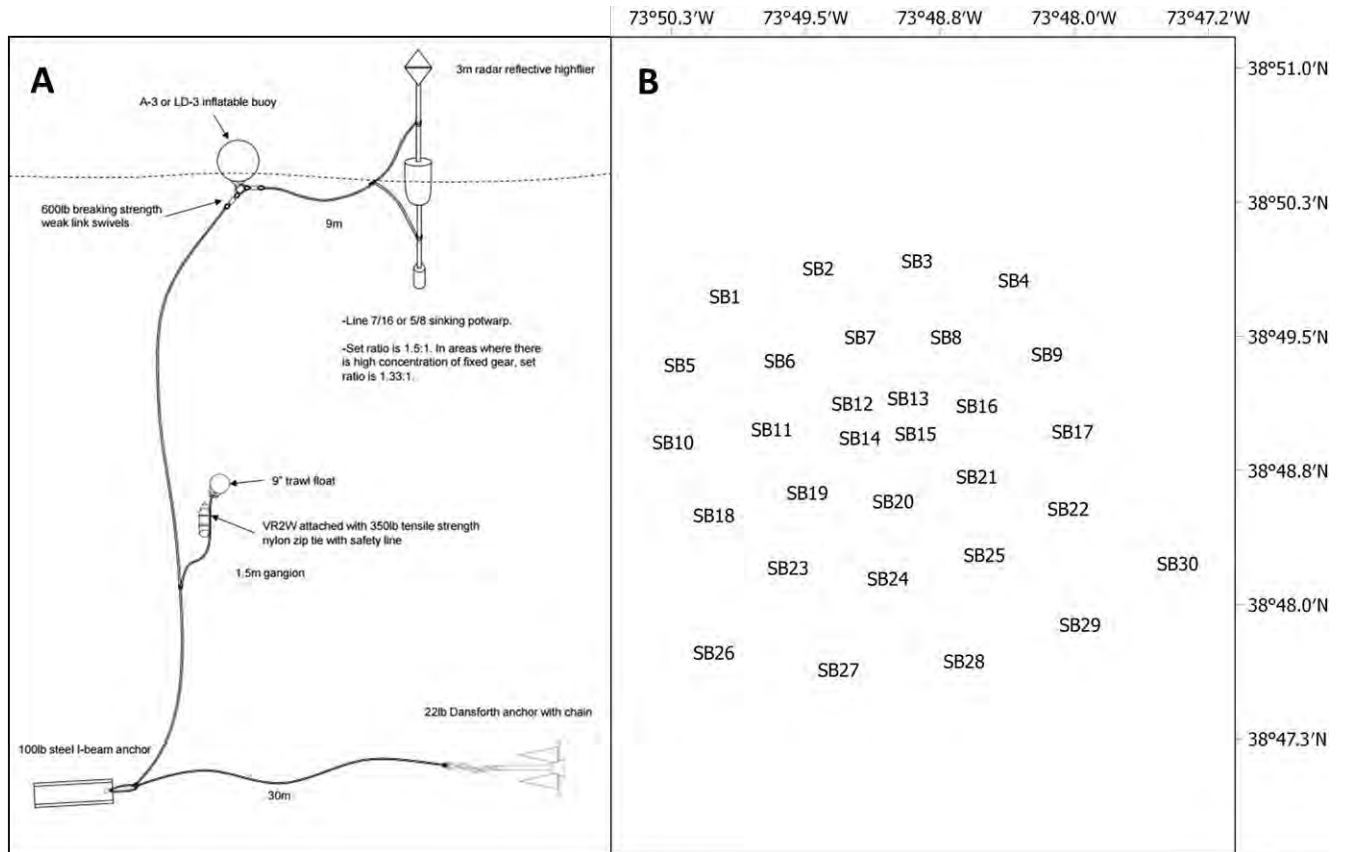 A
A-3 or LD-3 inflatable buoy
3m radar reflective highflier
600lb breaking strength
weak link swivels
9m
-Line 7/16 or 5/8 sinking potwarp.
-Set ratio is 1.5:1. In areas where there
is high concentration of fixed gear, set
ratio is 1.33:1.
9" trawl float
VR2W attached with 350lb tensile strength
nylon zip tie with safety line
1.5m gangion
22lb Dansforth anchor with chain
100lb steel I-beam anchor
30m
73°50.3'W 73°49.5'W 73°48.8'W 73°48.0'W 73°47.2'W
B
38°51.0'N
38°50.3'N
SB3
SB2
SB4
SB1
38°49.5'N
SB7 SB8
SB9
SB6
SB5
SB13
SB12
SB16
SB11
SB17
SB15
SB14
SB10
38°48.8'N
SB21
SB19
SB20
SB22
SB18
SB25
SB30
SB23
SB24
38°48.0'N
SB29
SB26
SB28
SB27
38°47.3'N